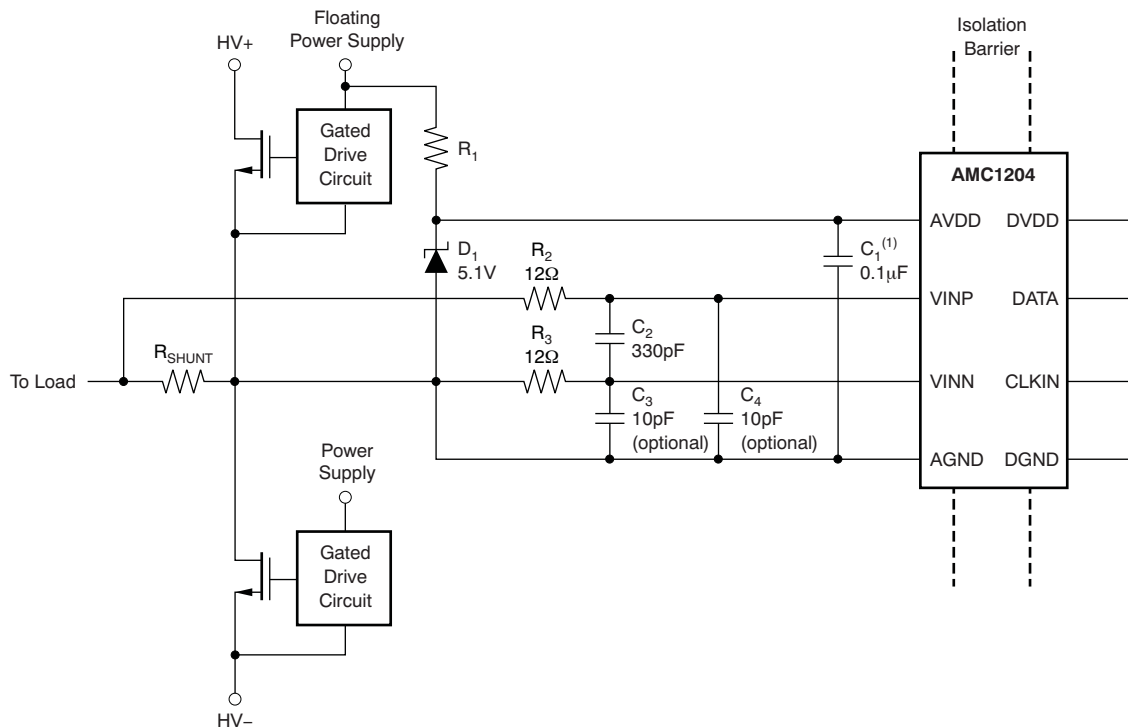 Floating
Power Supply
HV+
Isolation
Barrier
Gated
Drive
Circuit
R1
AMC1204
AVDD
DVDD
D1
5.1V
C1(1)
0.1μF
R2
12Ω
VINP
DATA
C2
330pF
R3
12Ω
RSHUNT
To Load
VINN
CLKIN
C3
10pF
(optional)
C4
10pF
(optional)
AGND
DGND
Power
Supply
Gated
Drive
Circuit
HV–